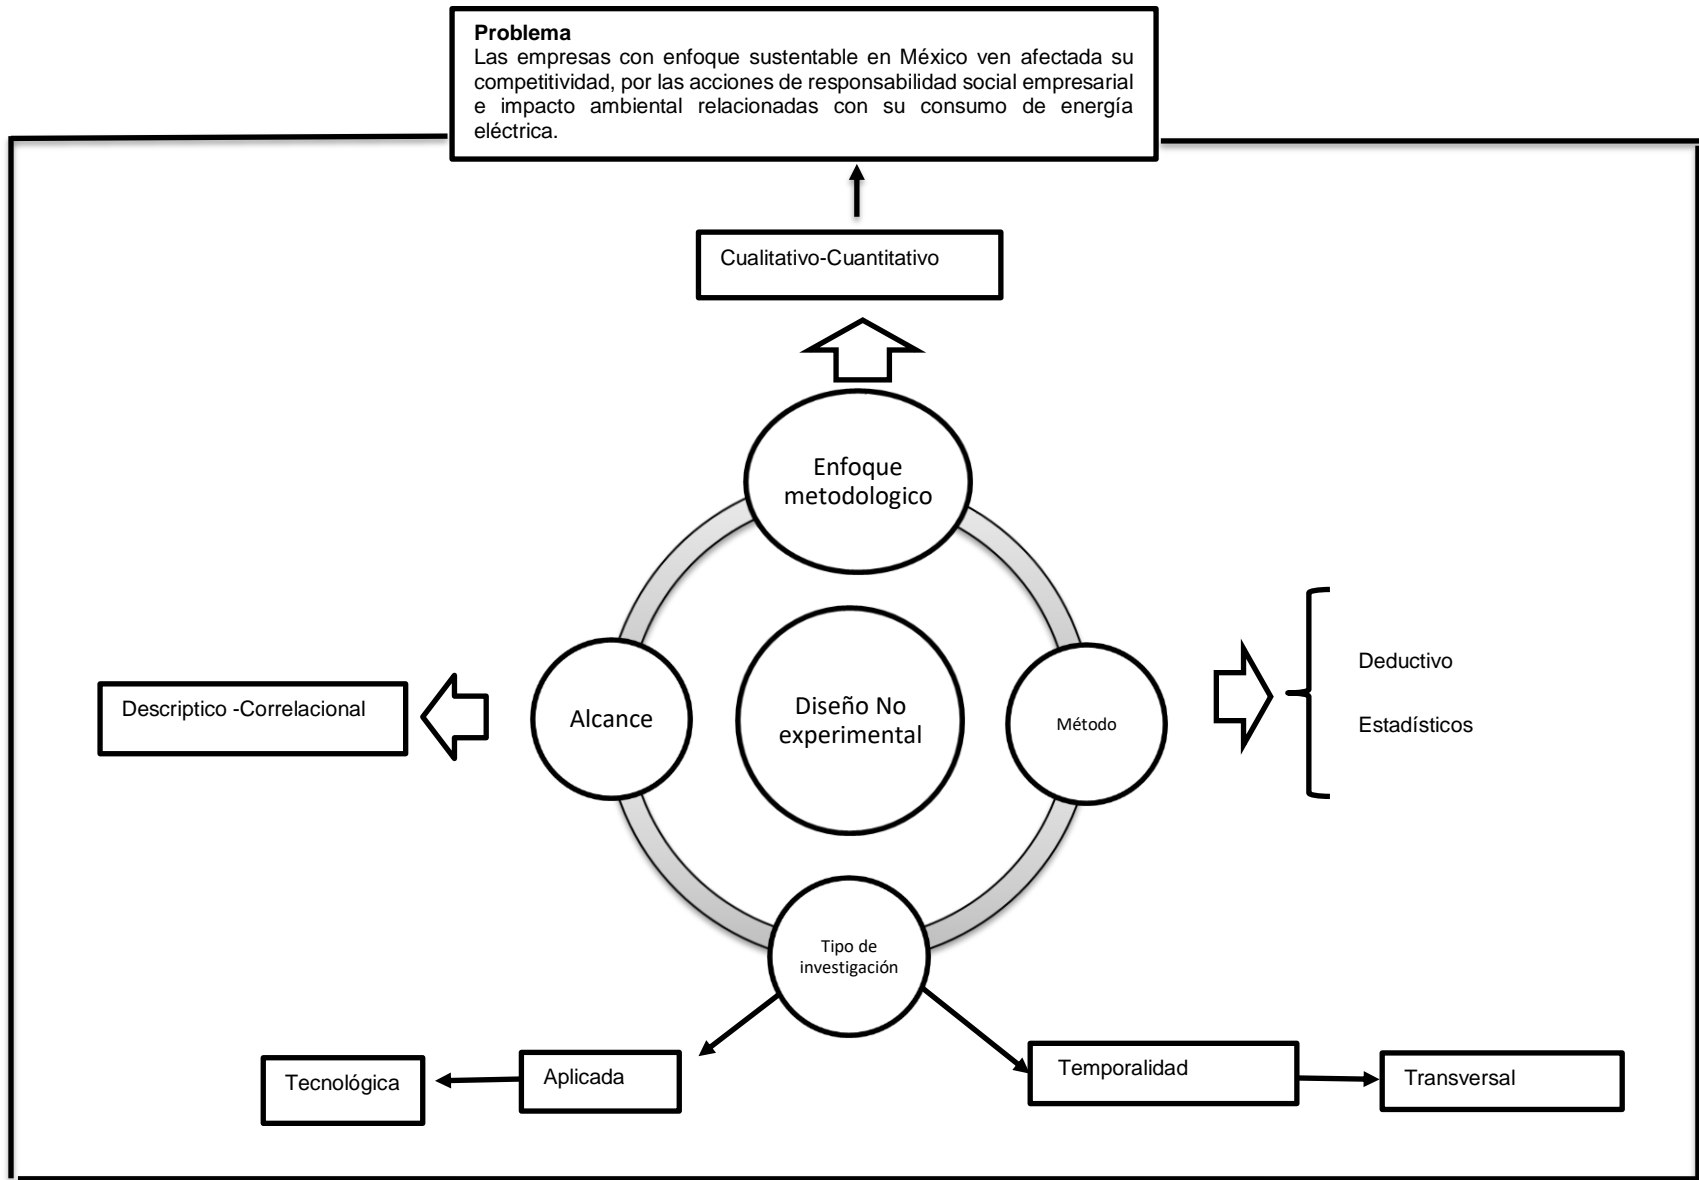 Problema
Las empresas con enfoque sustentable en México ven afectada su
competitividad, por las acciones de responsabilidad social empresarial
e impacto ambiental relacionadas con su consumo de energía
eléctrica.
Cualitativo-Cuantitativo
Enfoque
metodologico
Descriptico -Correlacional
Alcance
Diseño No
experimental
Método
Deductivo
Estadísticos
Tipo de
investigación
Tecnológica
Aplicada
Temporalidad
Transversal